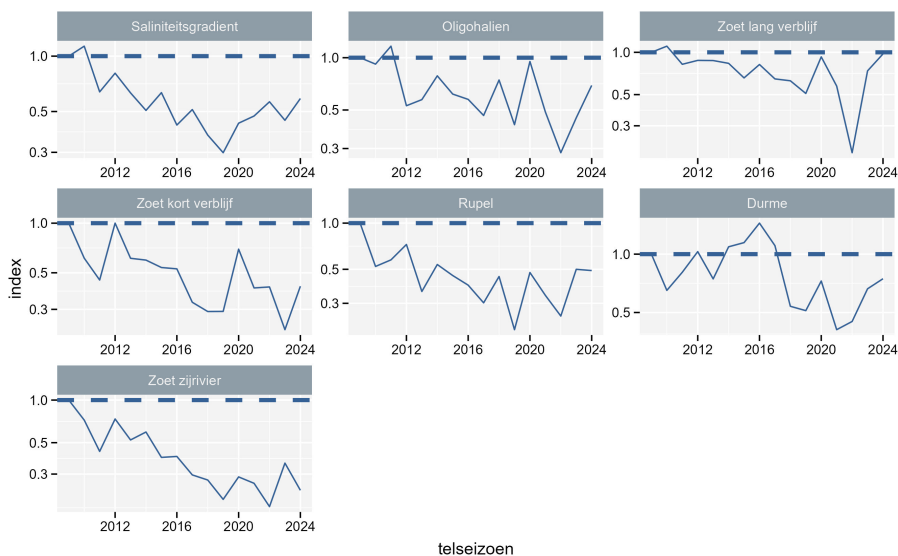 Saliniteitsgradient
Oligohalien
Zoet lang verblijf
1.0
0.5
0.3
2012 2016 2020 2024
1.0
0.5
0.3
2012 2016 2020 2024
1.0
0.5
0.3
2012 2016 2020 2024
Zoet kort verblijf
Rupel
Durme
1.0
0.5
0.3
2012 2016 2020 2024
1.0
0.5
0.3
2012 2016 2020 2024
1.0
0.5
2012 2016 2020 2024
Zoet zijrivier
1.0
0.5
0.3
2012 2016 2020 2024
index
telseizoen